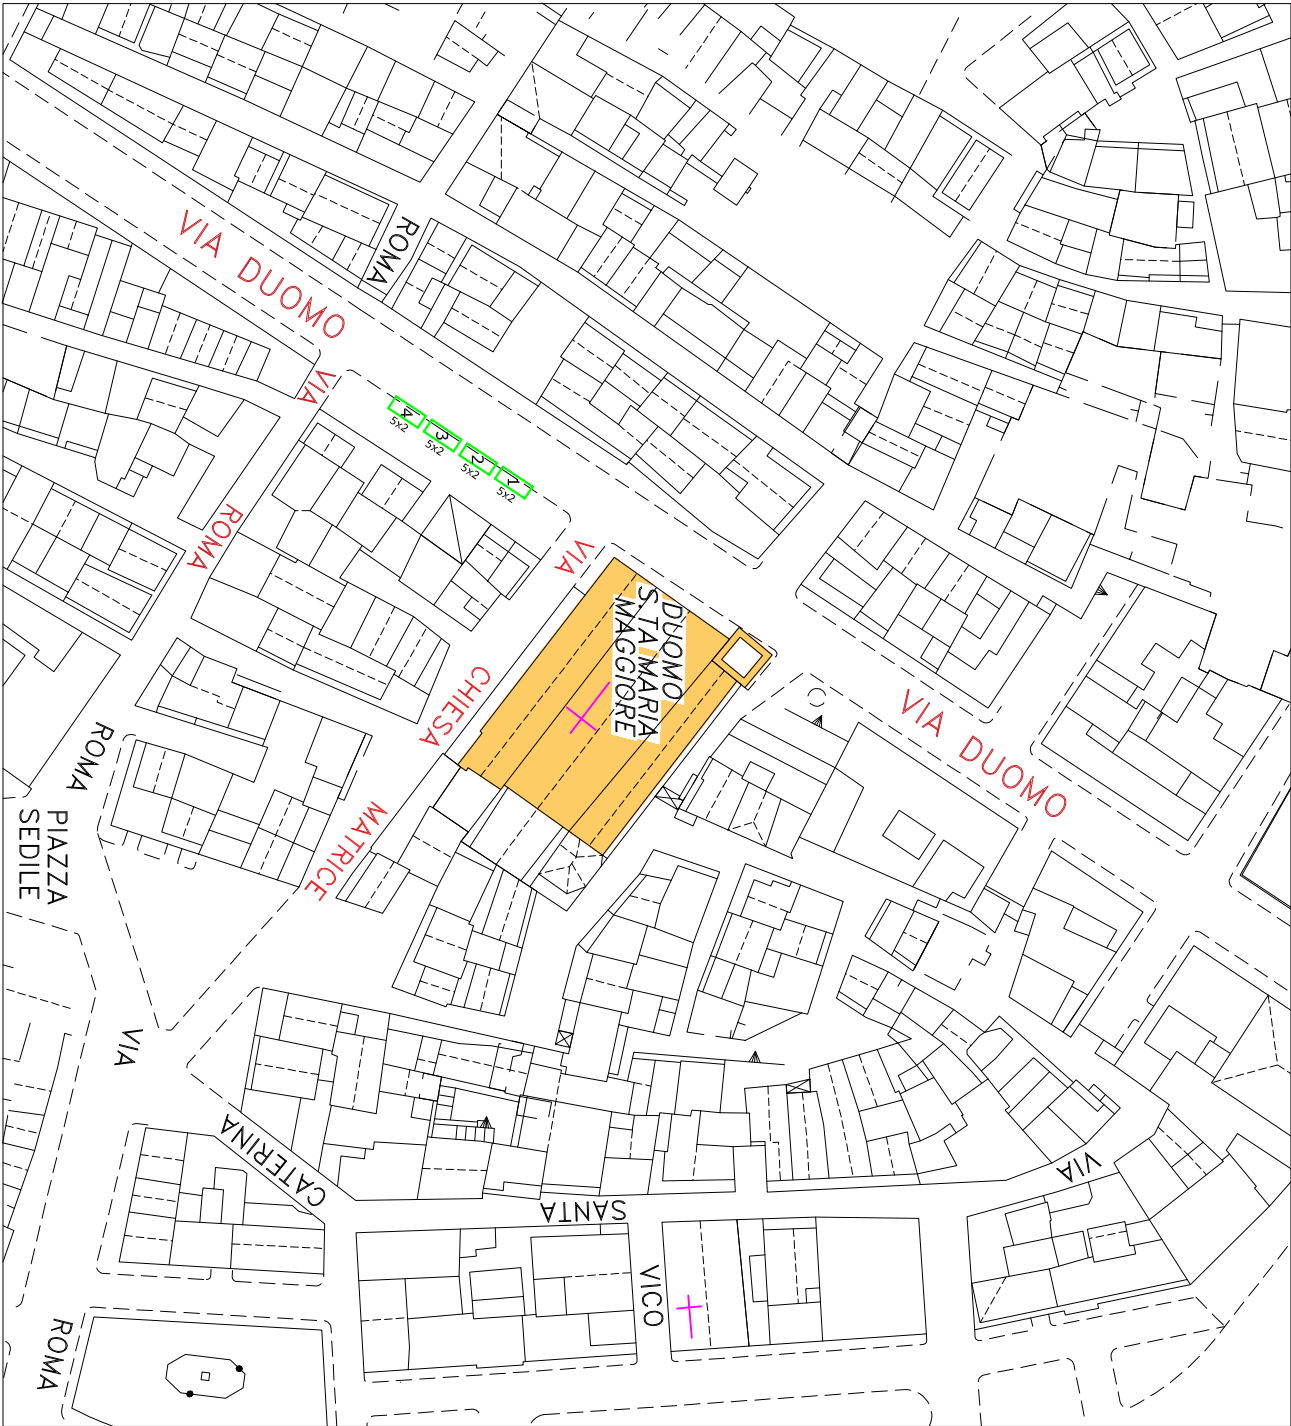 VIA DUOMO
ROMA
VIA
4
5x2
3
5x2
2
5x2
1
5x2
ROMA
VIA
DUOMO
S.TA MARIA
MAGGIORE
CHIESA
VIA DUOMO
ROMA
MATRICE
PIAZZA
SEDILE
VIA
CATERINA
SANTA
VIA
VICO
ROMA